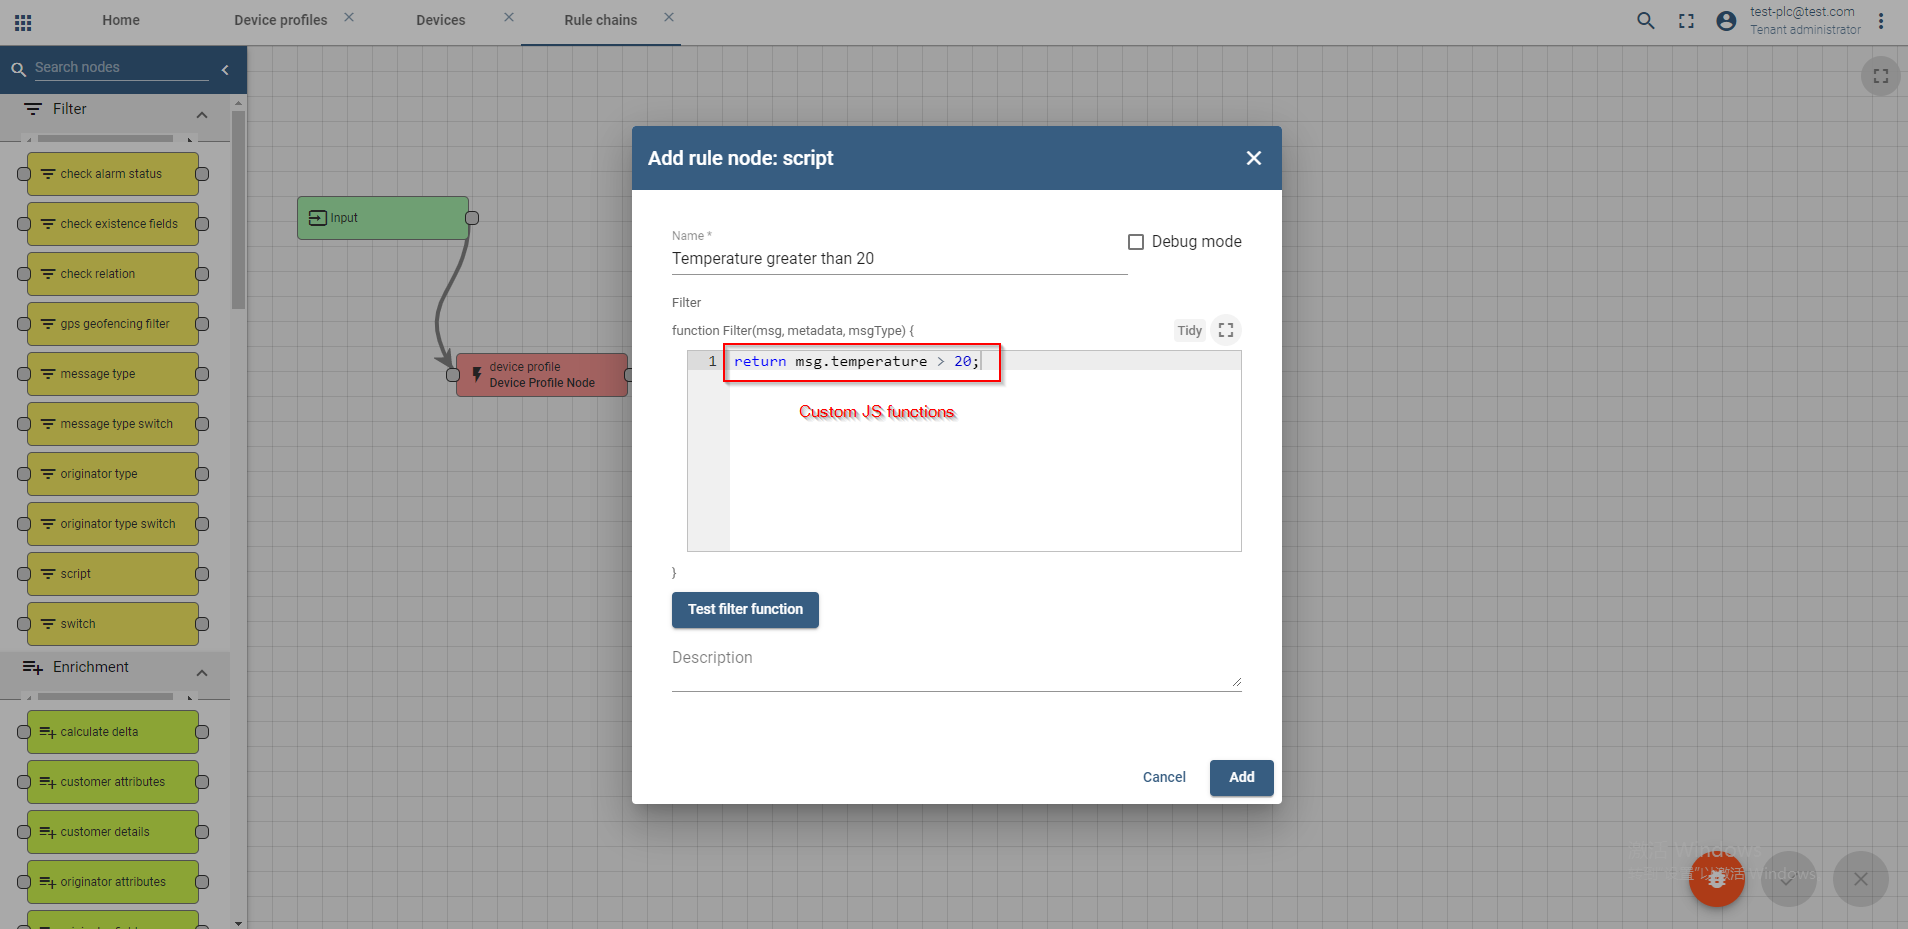 Home
Device profiles
Devices
Rule chains
test-plc@test.com
Tenant administrator
Search nodes
Filter
check alarm status
check existence fields
check relation
gps geofencing filter
message type
message type switch
originator type
originator type switch
script
switch
Enrichment
calculate delta
customer attributes
customer details
originator attributes
Input
device profile
Device Profile Node
Add rule node: script
Name *
Temperature greater than 20
Debug mode
Filter
function Filter(msg, metadata, msgType) {
Tidy
1
return msg.temperature > 20;
Custom JS functions
}
Test filter function
Description
Cancel
Add
Windows
以激活 Windows